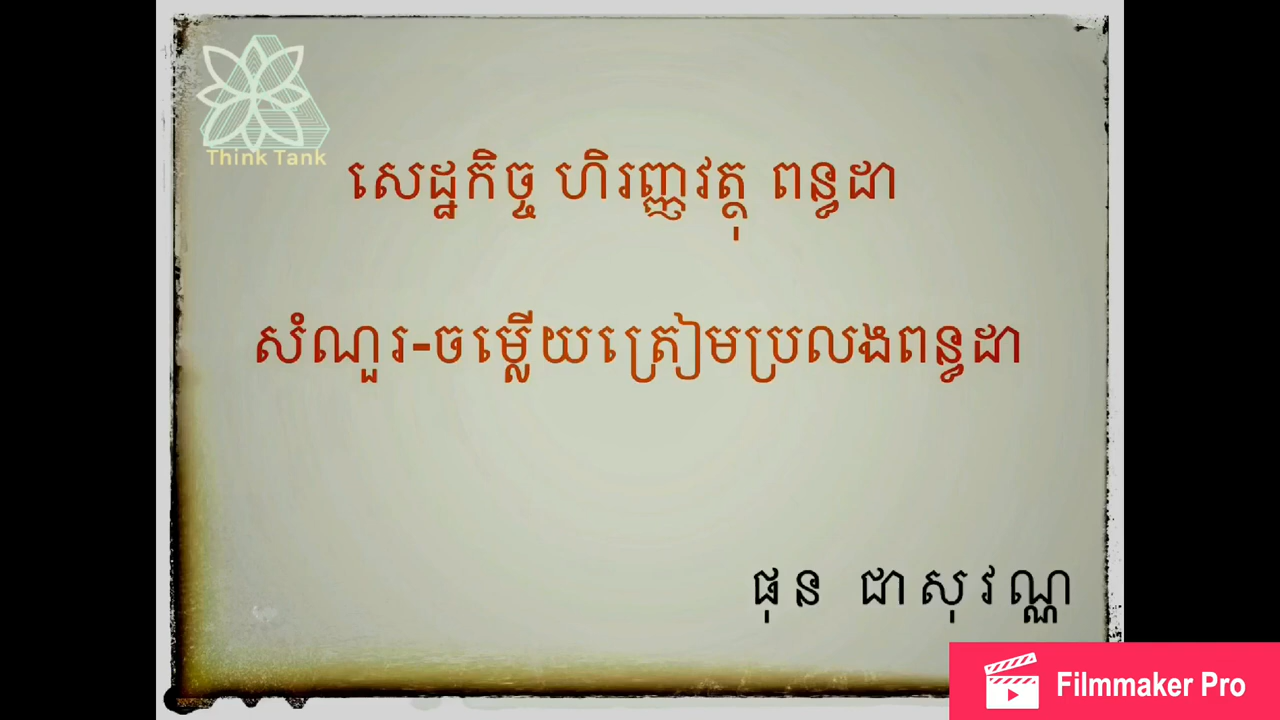 Think Tank
សេដ្ឋកិច្ច ហិរញ្ញវត្ថុ ពន្ធដា
សំណួរ-ចម្លើយត្រៀមប្រលងពន្ធដា
ផុន ជាសុវណ្ណ
Filmmaker Pro